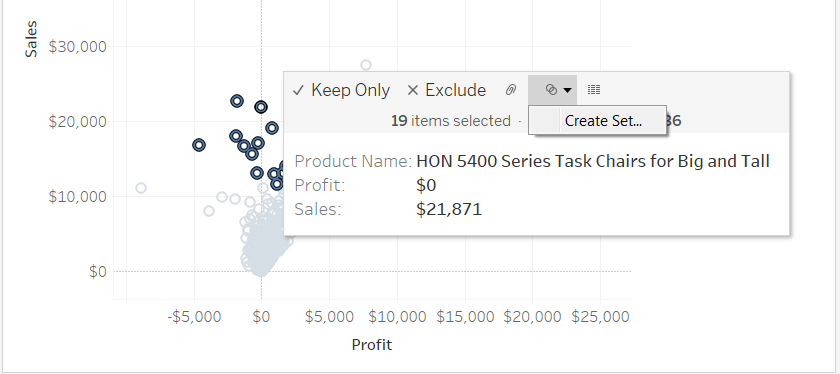 Sales
$30,000
$20,000
$10,000
$0
Keep Only Exclude
19 items selected ·
Create Set...
36
Product Name: HON 5400 Series Task Chairs for Big and Tall
Profit: $0
Sales: $21,871
-$5,000 $0 $5,000 $10,000 $15,000 $20,000 $25,000
Profit